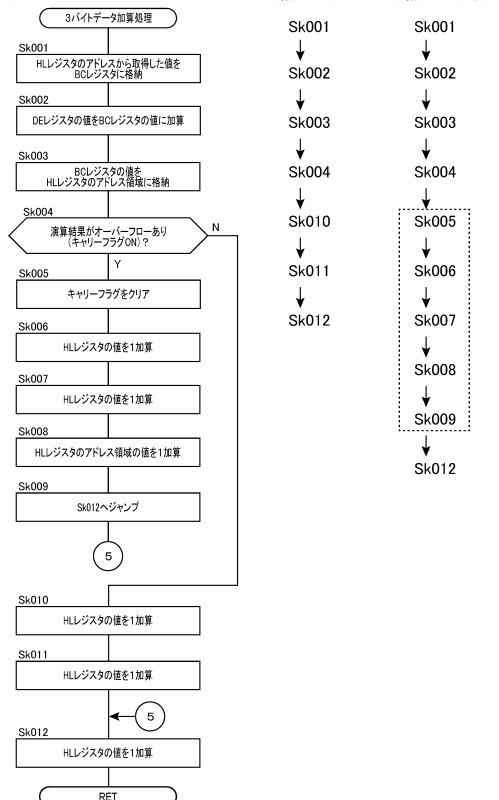 3バイトデータ加算処理
Sk001
HLレジスタのアドレスから取得した値を
BCレジスタに格納
Sk002
DEレジスタの値をBCレジスタの値に加算
Sk003
BCレジスタの値を
HLレジスタのアドレス領域に格納
Sk004
演算結果がオーバーフローあり
(キャリーフラグON)?
N
Y
Sk005
キャリーフラグをクリア
Sk006
HLレジスタの値を1加算
Sk007
HLレジスタの値を1加算
Sk008
HLレジスタのアドレス領域の値を1加算
Sk009
Sk012へジャンプ
5
Sk010
HLレジスタの値を1加算
Sk011
HLレジスタの値を1加算
5
Sk012
HLレジスタの値を1加算
RET
Sk001
Sk002
Sk003
Sk004
Sk010
Sk011
Sk012
Sk001
Sk002
Sk003
Sk004
Sk005
Sk006
Sk007
Sk008
Sk009
Sk012